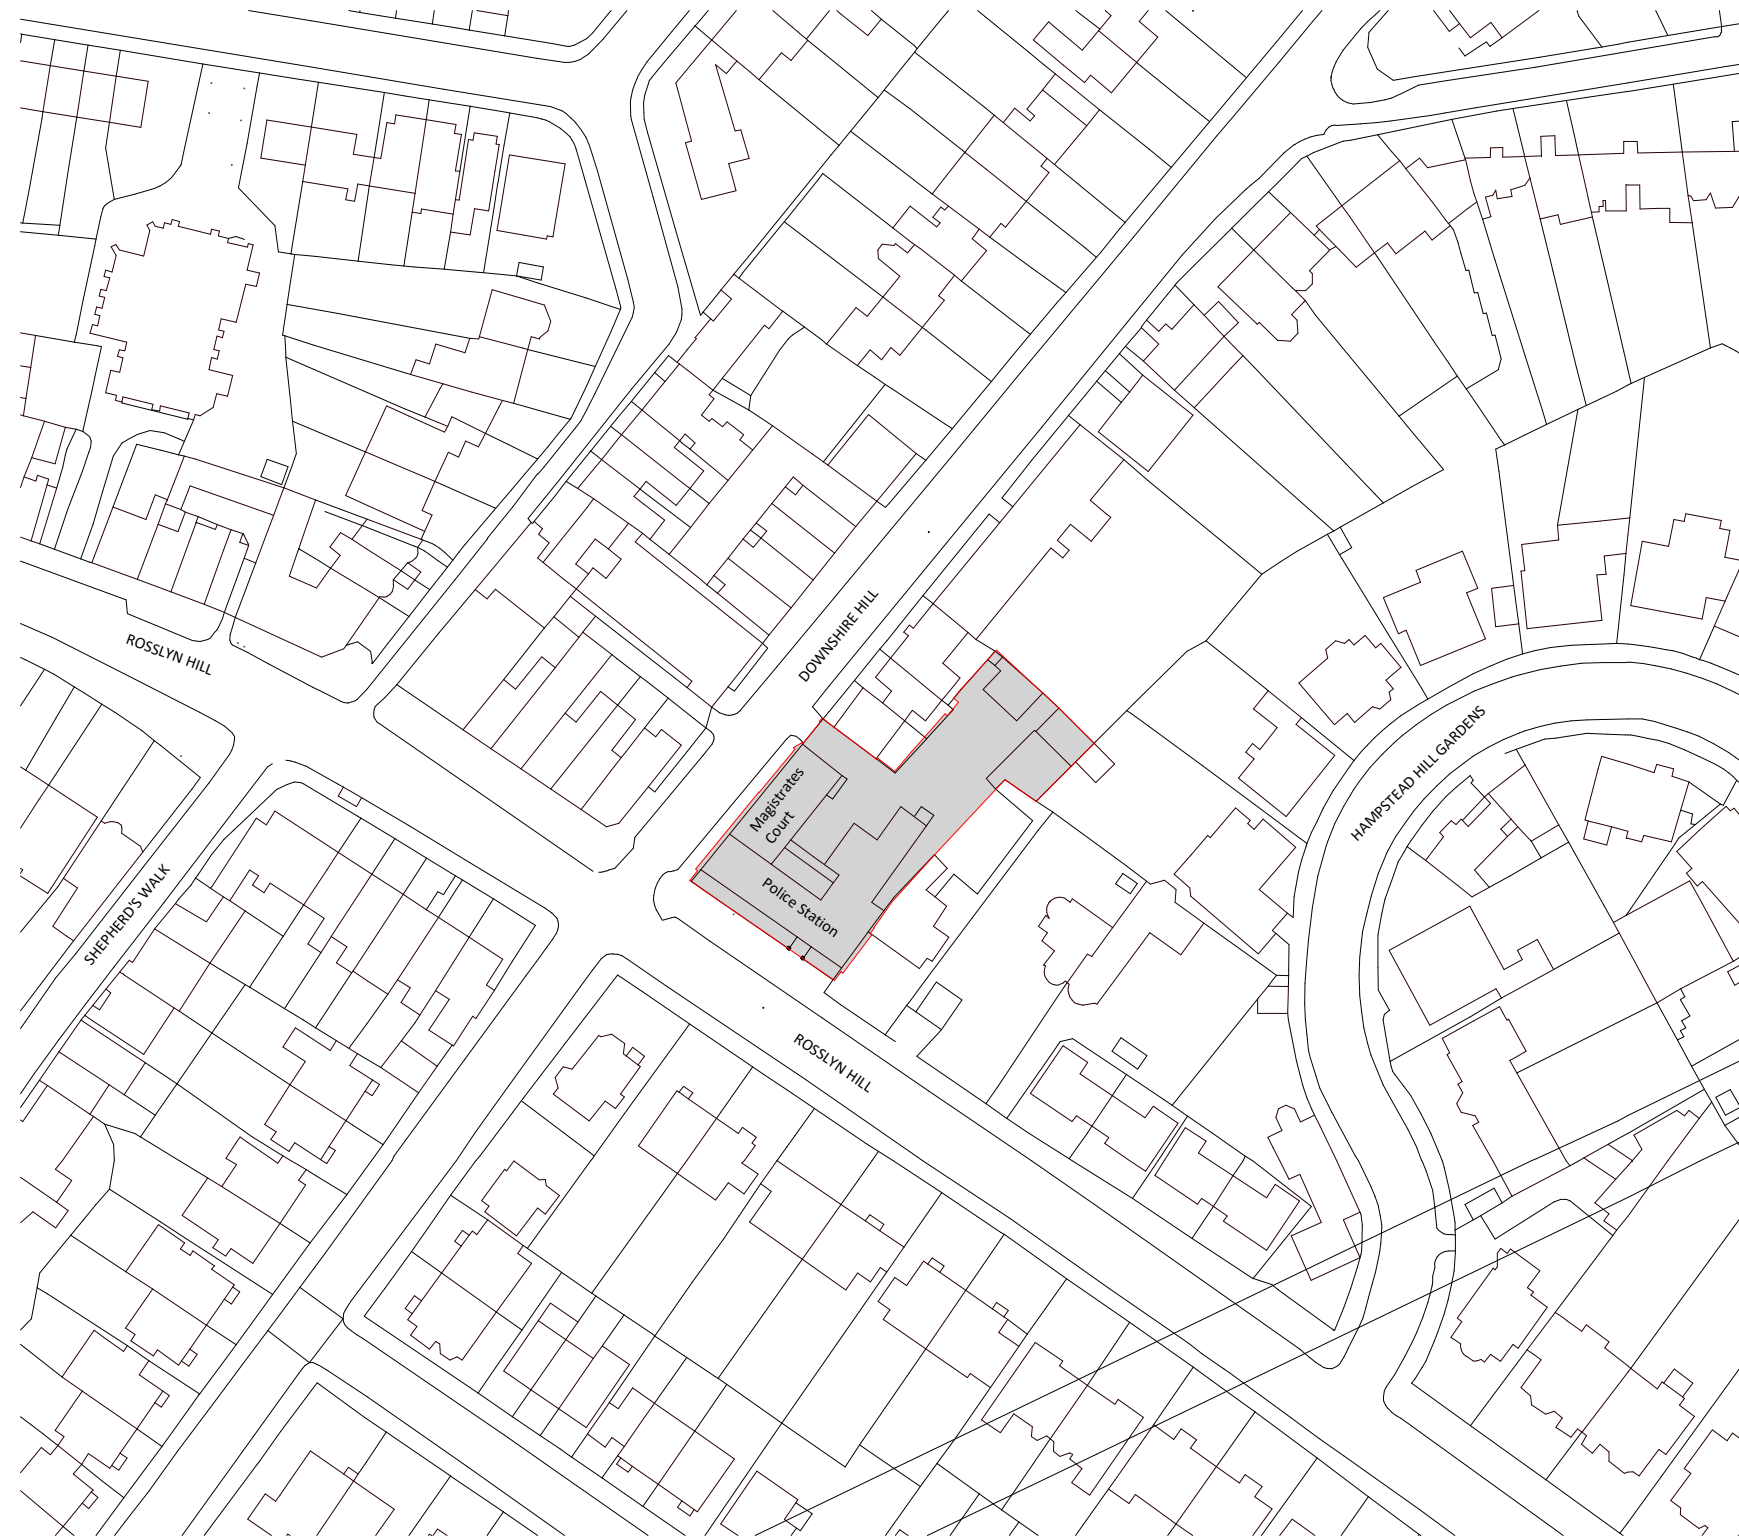 DOWNSHIRE HILL
ROSSLYN HILL
HAMPSTEAD HILL GARDENS
Magistrates
Court
SHEPHERD'S WALK
Police Station
ROSSLYN HILL